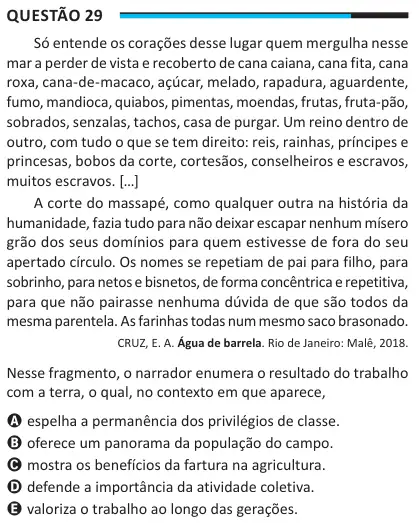 QUESTÃO 29
Só entende os corações desse lugar quem mergulha nesse
mar a perder de vista e recoberto de cana caiana, cana fita, cana
roxa, cana-de-macaco, açúcar, melado, rapadura, aguardente,
fumo, mandioca, quiabos, pimentas, moendas, frutas, fruta-pão,
sobrados, senzalas, tachos, casa de purgar. Um reino dentro de
outro, com tudo o que se tem direito: reis, rainhas, príncipes e
princesas, bobos da corte, cortesãos, conselheiros e escravos,
muitos escravos. [...]
A corte do massapé, como qualquer outra na história da
humanidade, fazia tudo para não deixar escapar nenhum mísero
grão dos seus domínios para quem estivesse de fora do seu
apertado círculo. Os nomes se repetiam de pai para filho, para
sobrinho, para netos e bisnetos, de forma concêntrica e repetitiva,
para que não pairasse nenhuma dúvida de que são todos da
mesma parentela. As farinhas todas num mesmo saco brasonado.
CRUZ, E. A. Água de barrela. Rio de Janeiro: Malê, 2018.
Nesse fragmento, o narrador enumera o resultado do trabalho
com a terra, o qual, no contexto em que aparece,
A espelha a permanência dos privilégios de classe.
B oferece um panorama da população do campo.
C mostra os benefícios da fartura na agricultura.
D defende a importância da atividade coletiva.
E valoriza o trabalho ao longo das gerações.